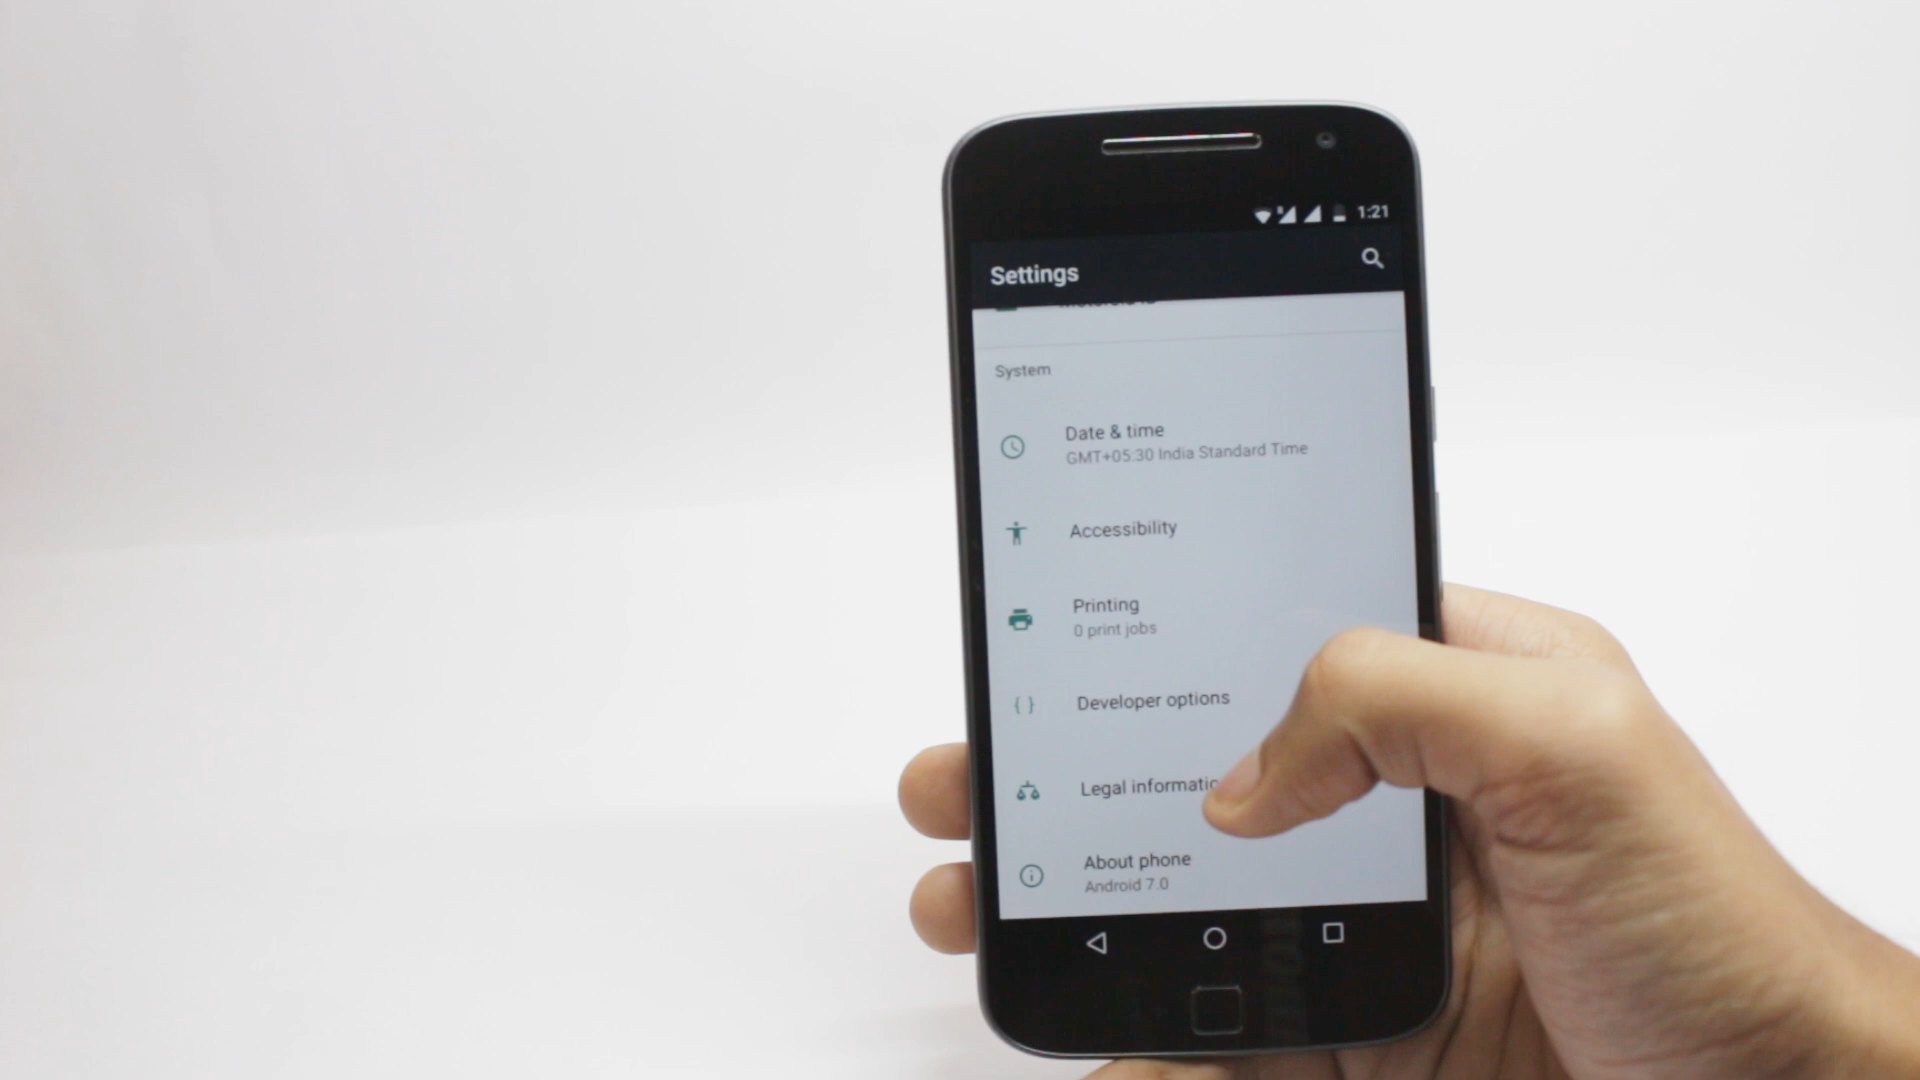 1:21
Settings
System
Date & time
GMT+05:30 India Standard Time
Accessibility
Printing
0 print jobs
Developer options
Legal informatio
About phone
Android 7.0